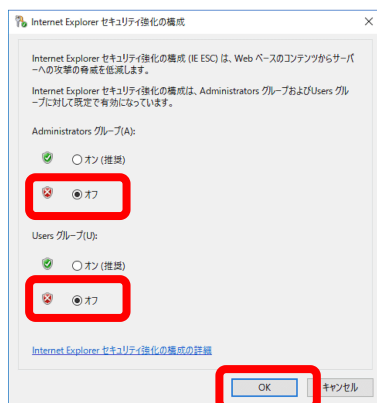 Internet Explorer セキュリティ強化の構成
Internet Explorer セキュリティ強化の構成 (IE ESC) は、Web ベースのコンテンツからサーバ
ーへの攻撃の脅威を低減します。
Internet Explorer セキュリティ強化の構成は、Administrators グループおよびUsers グル
ープに対して既定で有効になっています。
Administrators グループ(A):
オン (推奨)
オフ
Users グループ(U):
オン (推奨)
オフ
Internet Explorer セキュリティ強化の構成の詳細
OK
キャンセル